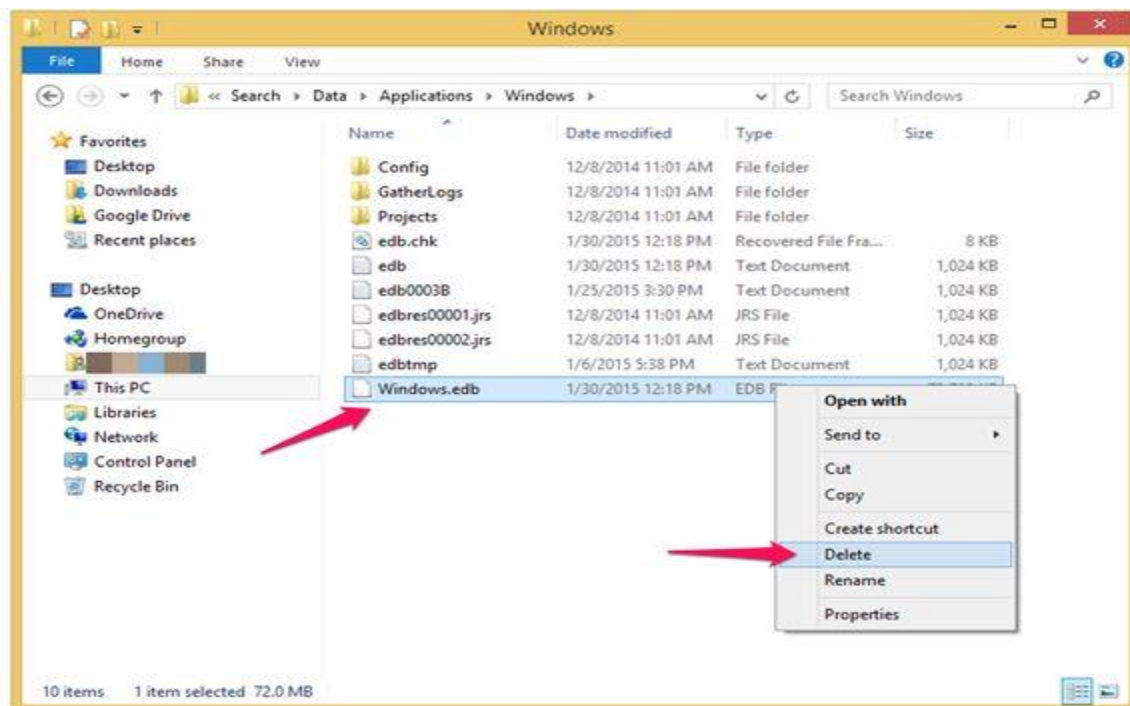 Windows
File Home Share View
« Search Data Applications Windows Search Windows
Name Date modified Type Size
Favorites
Desktop
Downloads
Google Drive
Recent places
Desktop
OneDrive
Homegroup
This PC
Libraries
Network
Control Panel
Recycle Bin
Config 12/8/2014 11:01 AM File folder
GatherLogs 12/8/2014 11:01 AM File folder
Projects 12/8/2014 11:01 AM File folder
edb.chk 1/30/2015 12:18 PM Recovered File Fra... 8 KB
edb 1/30/2015 12:18 PM Text Document 1,024 KB
edb0003B 1/25/2015 3:30 PM Text Document 1,024 KB
edbres00001.jrs 12/8/2014 11:01 AM JRS File 1,024 KB
edbres00002.jrs 12/8/2014 11:01 AM JRS File 1,024 KB
edbtmp 1/6/2015 5:38 PM Text Document 1,024 KB
Windows.edb 1/30/2015 12:18 PM EDB
Open with
Send to
Cut
Copy
Create shortcut
Delete
Rename
Properties
10 items 1 item selected 72.0 MB